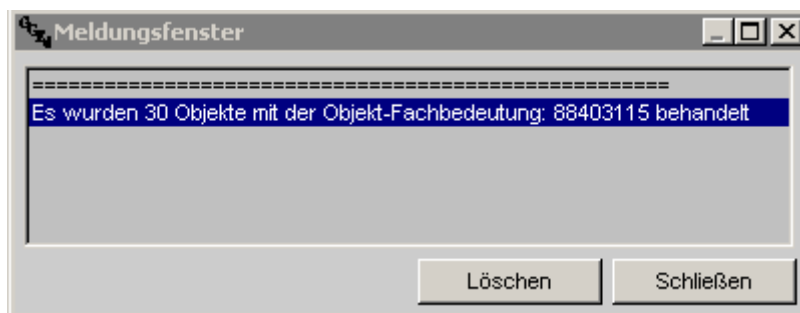 Meldungsfenster
=====================================================
Es wurden 30 Objekte mit der Objekt-Fachbedeutung: 88403115 behandelt
Löschen
Schließen